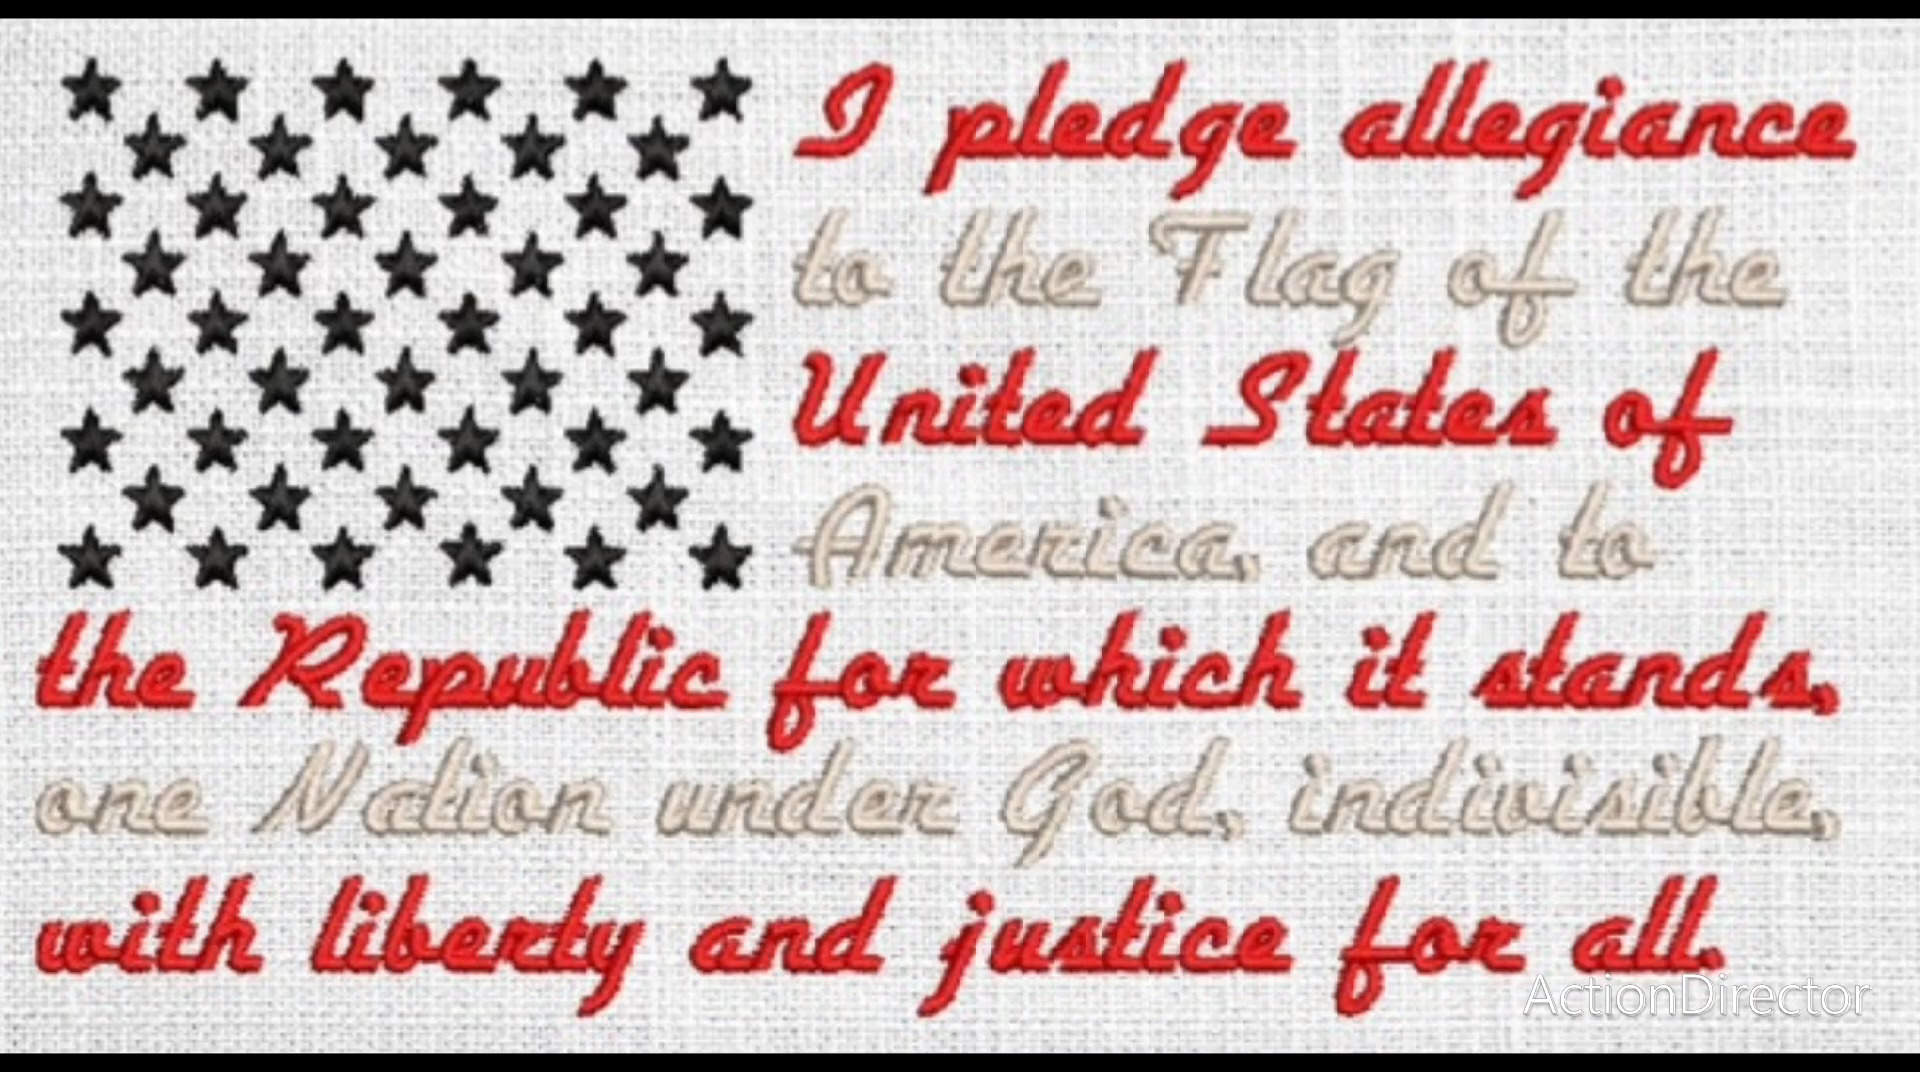 I pledge allegiance
to the Flag of the
United States of
America, and to
the Republic for which it stands,
one Nation under God, indivisible,
with liberty and justice for all.
ActionDirector